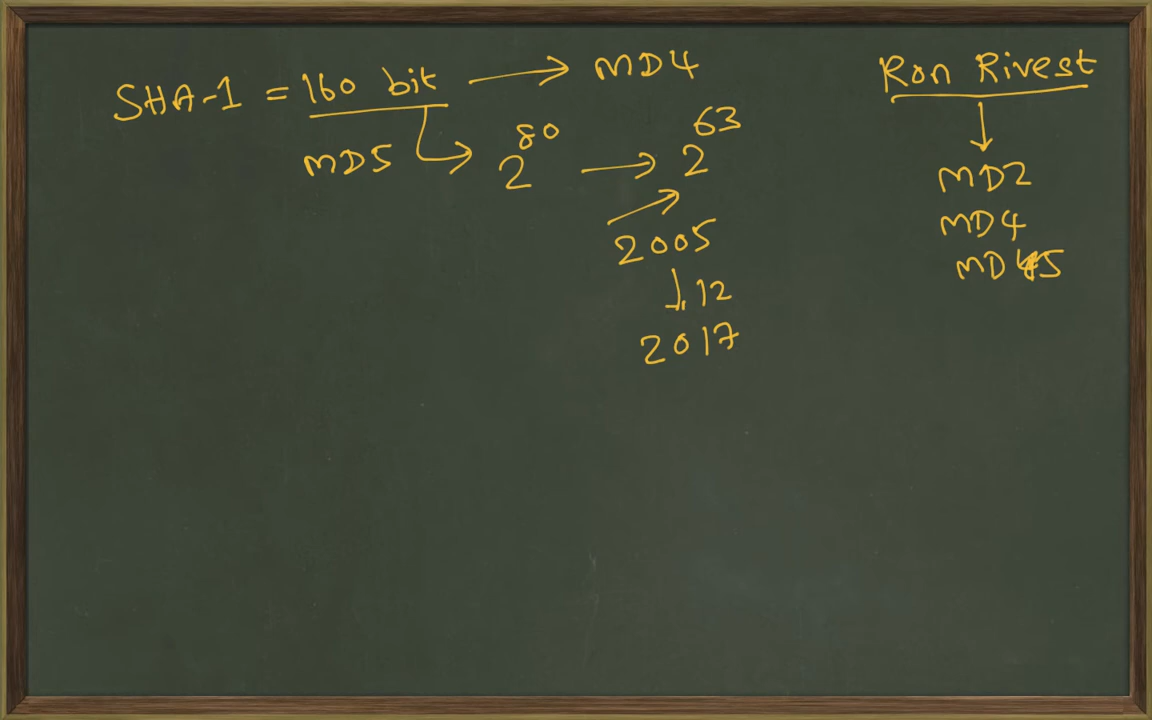 SHA-1 = 160 bit → MD4
MD5 → 2^80 → 2^63
2005
12
2017
Ron Rivest
MD2
MD4
MD5